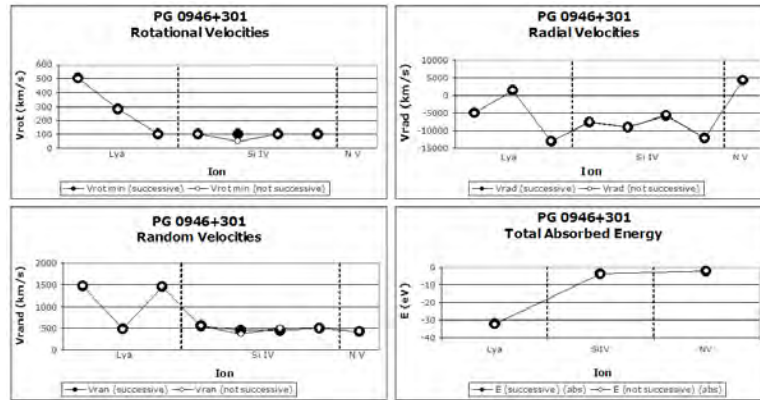 PG 0946+301
Rotational Velocities
Vrot (km/s)
600
500
400
300
200
100
0
Lya
Si IV
N V
Ion
Vrot min (successive)
Vrot min (not successive)
PG 0946+301
Radial Velocities
Vrad (km/s)
10000
5000
0
-5000
-10000
-15000
Lya
Si IV
N V
Ion
Vrad (successive)
Vrad (not successive)
PG 0946+301
Random Velocities
Vrand (km/s)
2000
1500
1000
500
0
Lya
Si IV
N V
Ion
Vran (successive)
Vran (not successive)
PG 0946+301
Total Absorbed Energy
E (eV)
0
-10
-20
-30
-40
Lya
SiIV
NV
Ion
E (successive) (abs)
E (not successive) (abs)